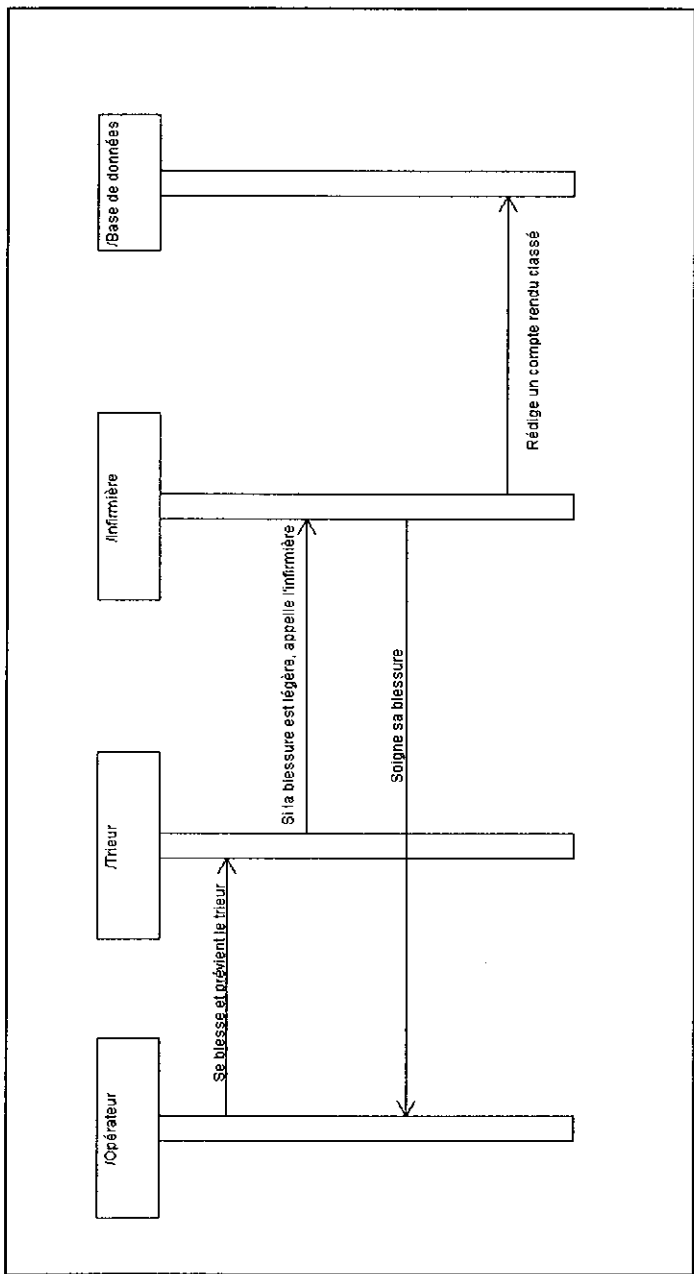 /Opérateur
/Trieur
/Infirmière
/Base de données
Se blesse et prévient le trieur
Si la blessure est légère, appelle l'infirmière
Soigne sa blessure
Rédige un compte rendu classé